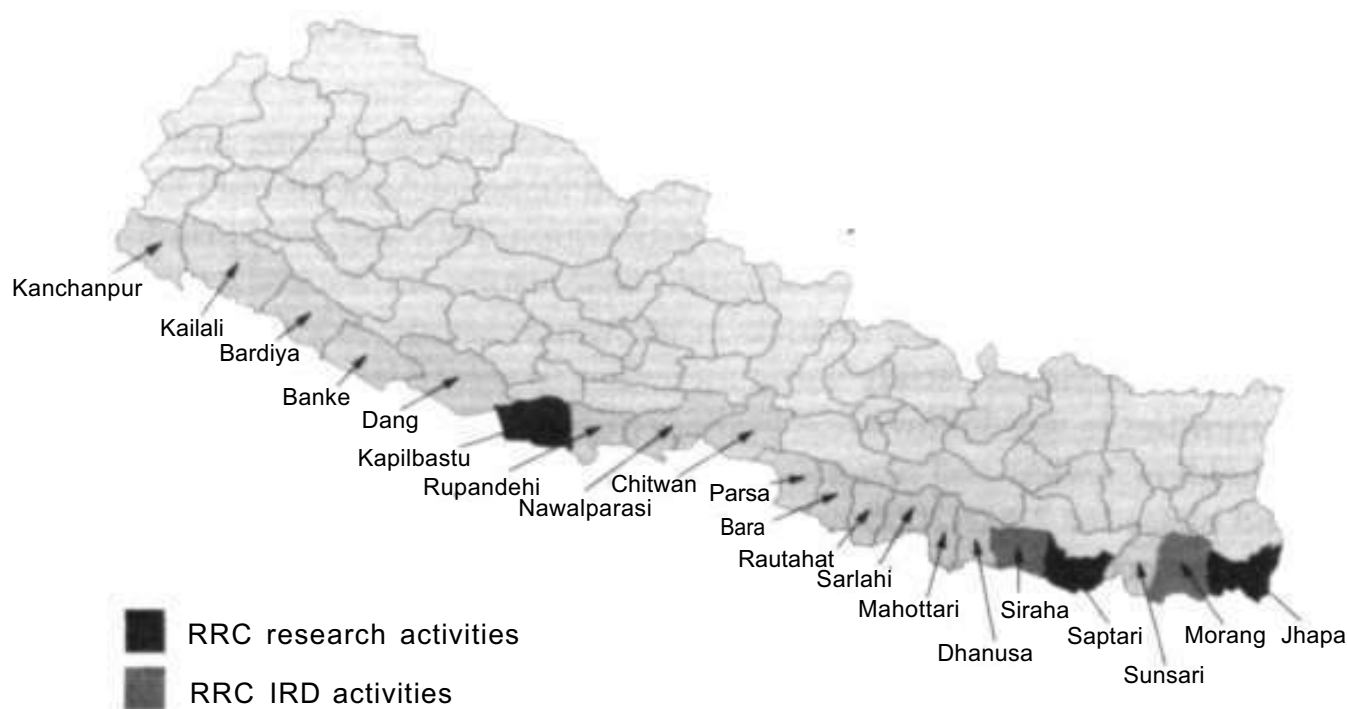 Kanchanpur
Kailali
Bardiya
Banke
Dang
Kapilbastu
Rupandehi
Nawalparasi
Chitwan
Parsa
Bara
Rautahat
Sarlahi
Mahottari
Dhanusa
Siraha
Saptari
Sunsari
Morang
Jhapa
RRC research activities
RRC IRD activities